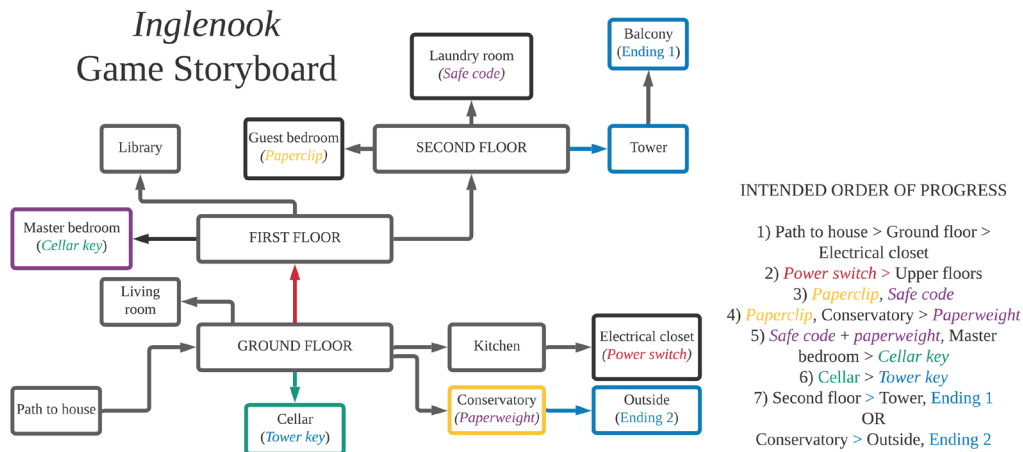 Inglenook
Game Storyboard
Balcony
(Ending 1)
Laundry room
(Safe code)
Library
Guest bedroom
(Paperclip)
SECOND FLOOR
Tower
Master bedroom
(Cellar key)
FIRST FLOOR
Living
room
GROUND FLOOR
Kitchen
Electrical closet
(Power switch)
Path to house
Cellar
(Tower key)
Conservatory
(Paperweight)
Outside
(Ending 2)
INTENDED ORDER OF PROGRESS
1) Path to house > Ground floor >
Electrical closet
2) Power switch > Upper floors
3) Paperclip, Safe code
4) Paperclip, Conservatory > Paperweight
5) Safe code + paperweight, Master
bedroom > Cellar key
6) Cellar > Tower key
7) Second floor > Tower, Ending 1
OR
Conservatory > Outside, Ending 2